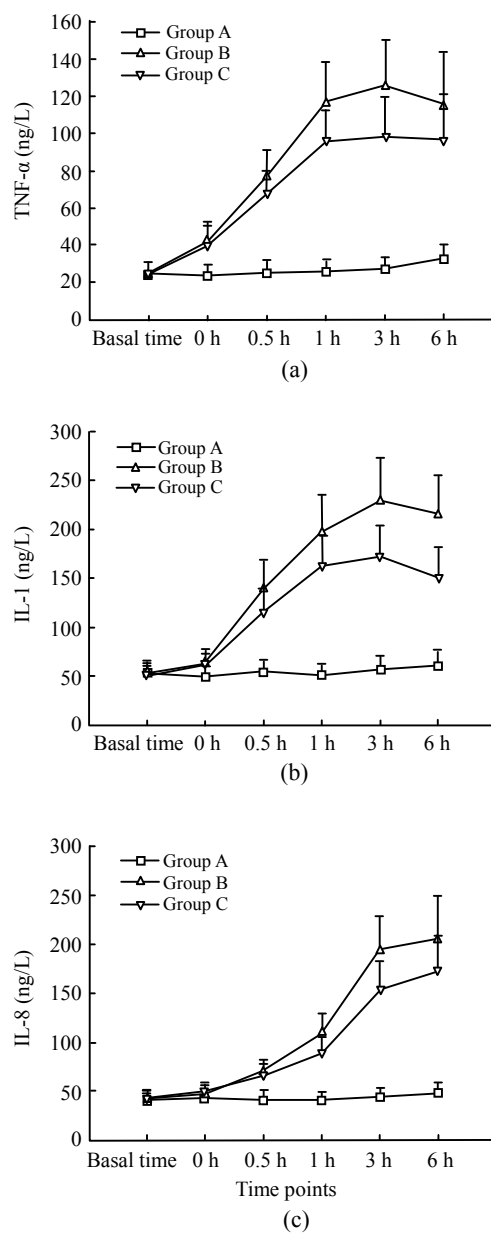 160
140
120
100
80
60
40
20
0
TNF-α (ng/L)
Group A
Group B
Group C
Basal time 0 h 0.5 h 1 h 3 h 6 h
(a)
300
250
200
150
100
50
0
IL-1 (ng/L)
Group A
Group B
Group C
Basal time 0 h 0.5 h 1 h 3 h 6 h
(b)
300
250
200
150
100
50
0
IL-8 (ng/L)
Group A
Group B
Group C
Basal time 0 h 0.5 h 1 h 3 h 6 h
Time points
(c)